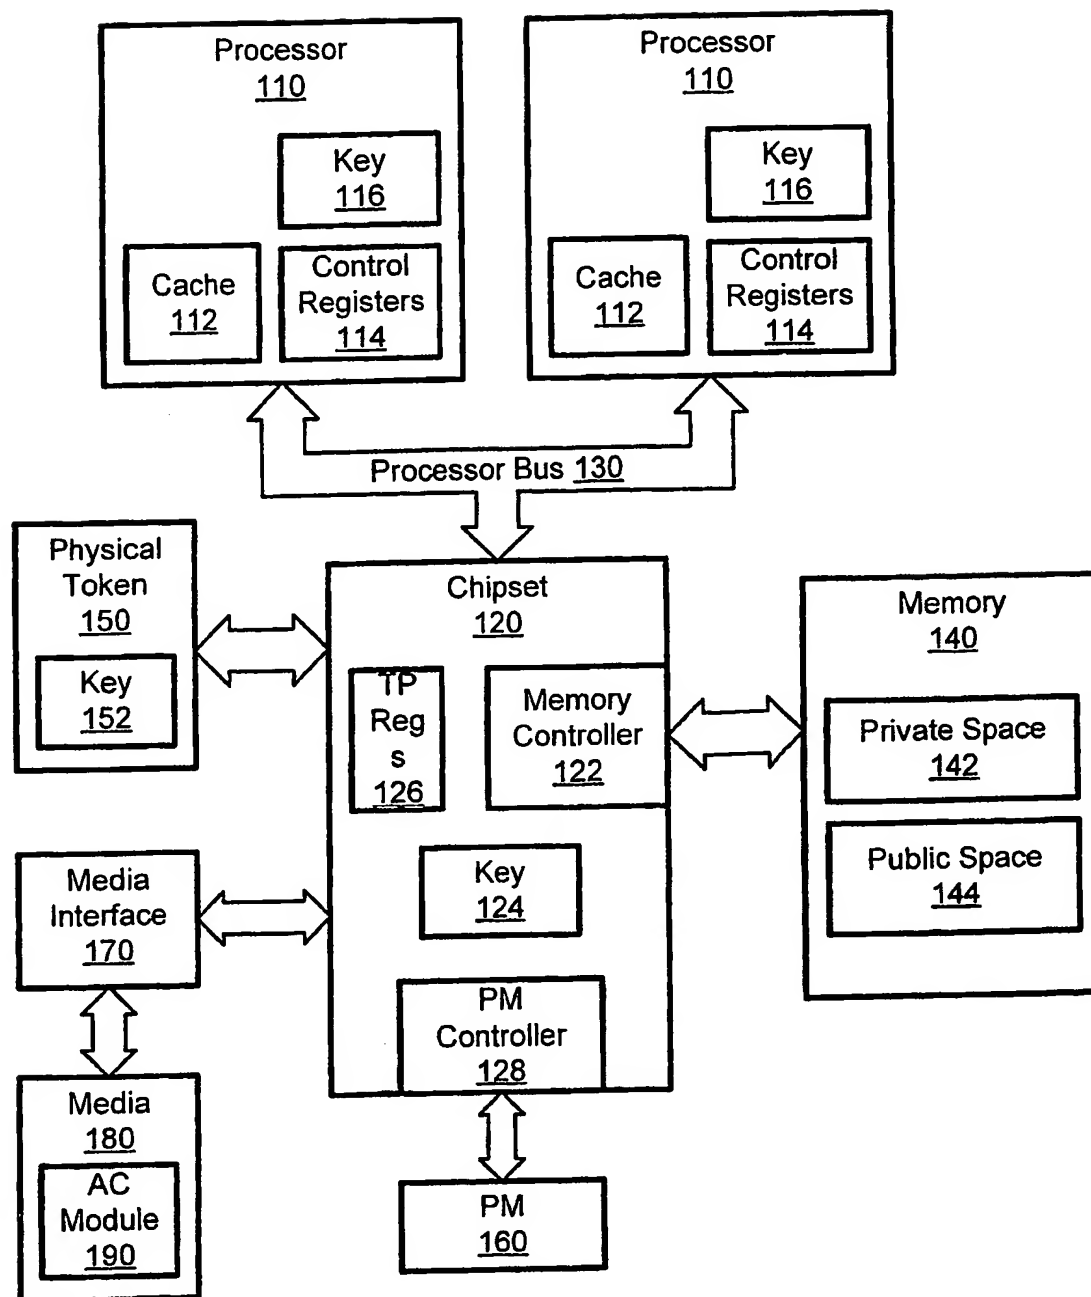 Processor
110
Key
116
Cache
112
Control
Registers
114
Processor
110
Key
116
Cache
112
Control
Registers
114
Processor Bus 130
Physical
Token
150
Key
152
Chipset
120
TP
Reg
s
126
Memory
Controller
122
Key
124
PM
Controller
128
Memory
140
Private Space
142
Public Space
144
Media
Interface
170
Media
180
AC
Module
190
PM
160